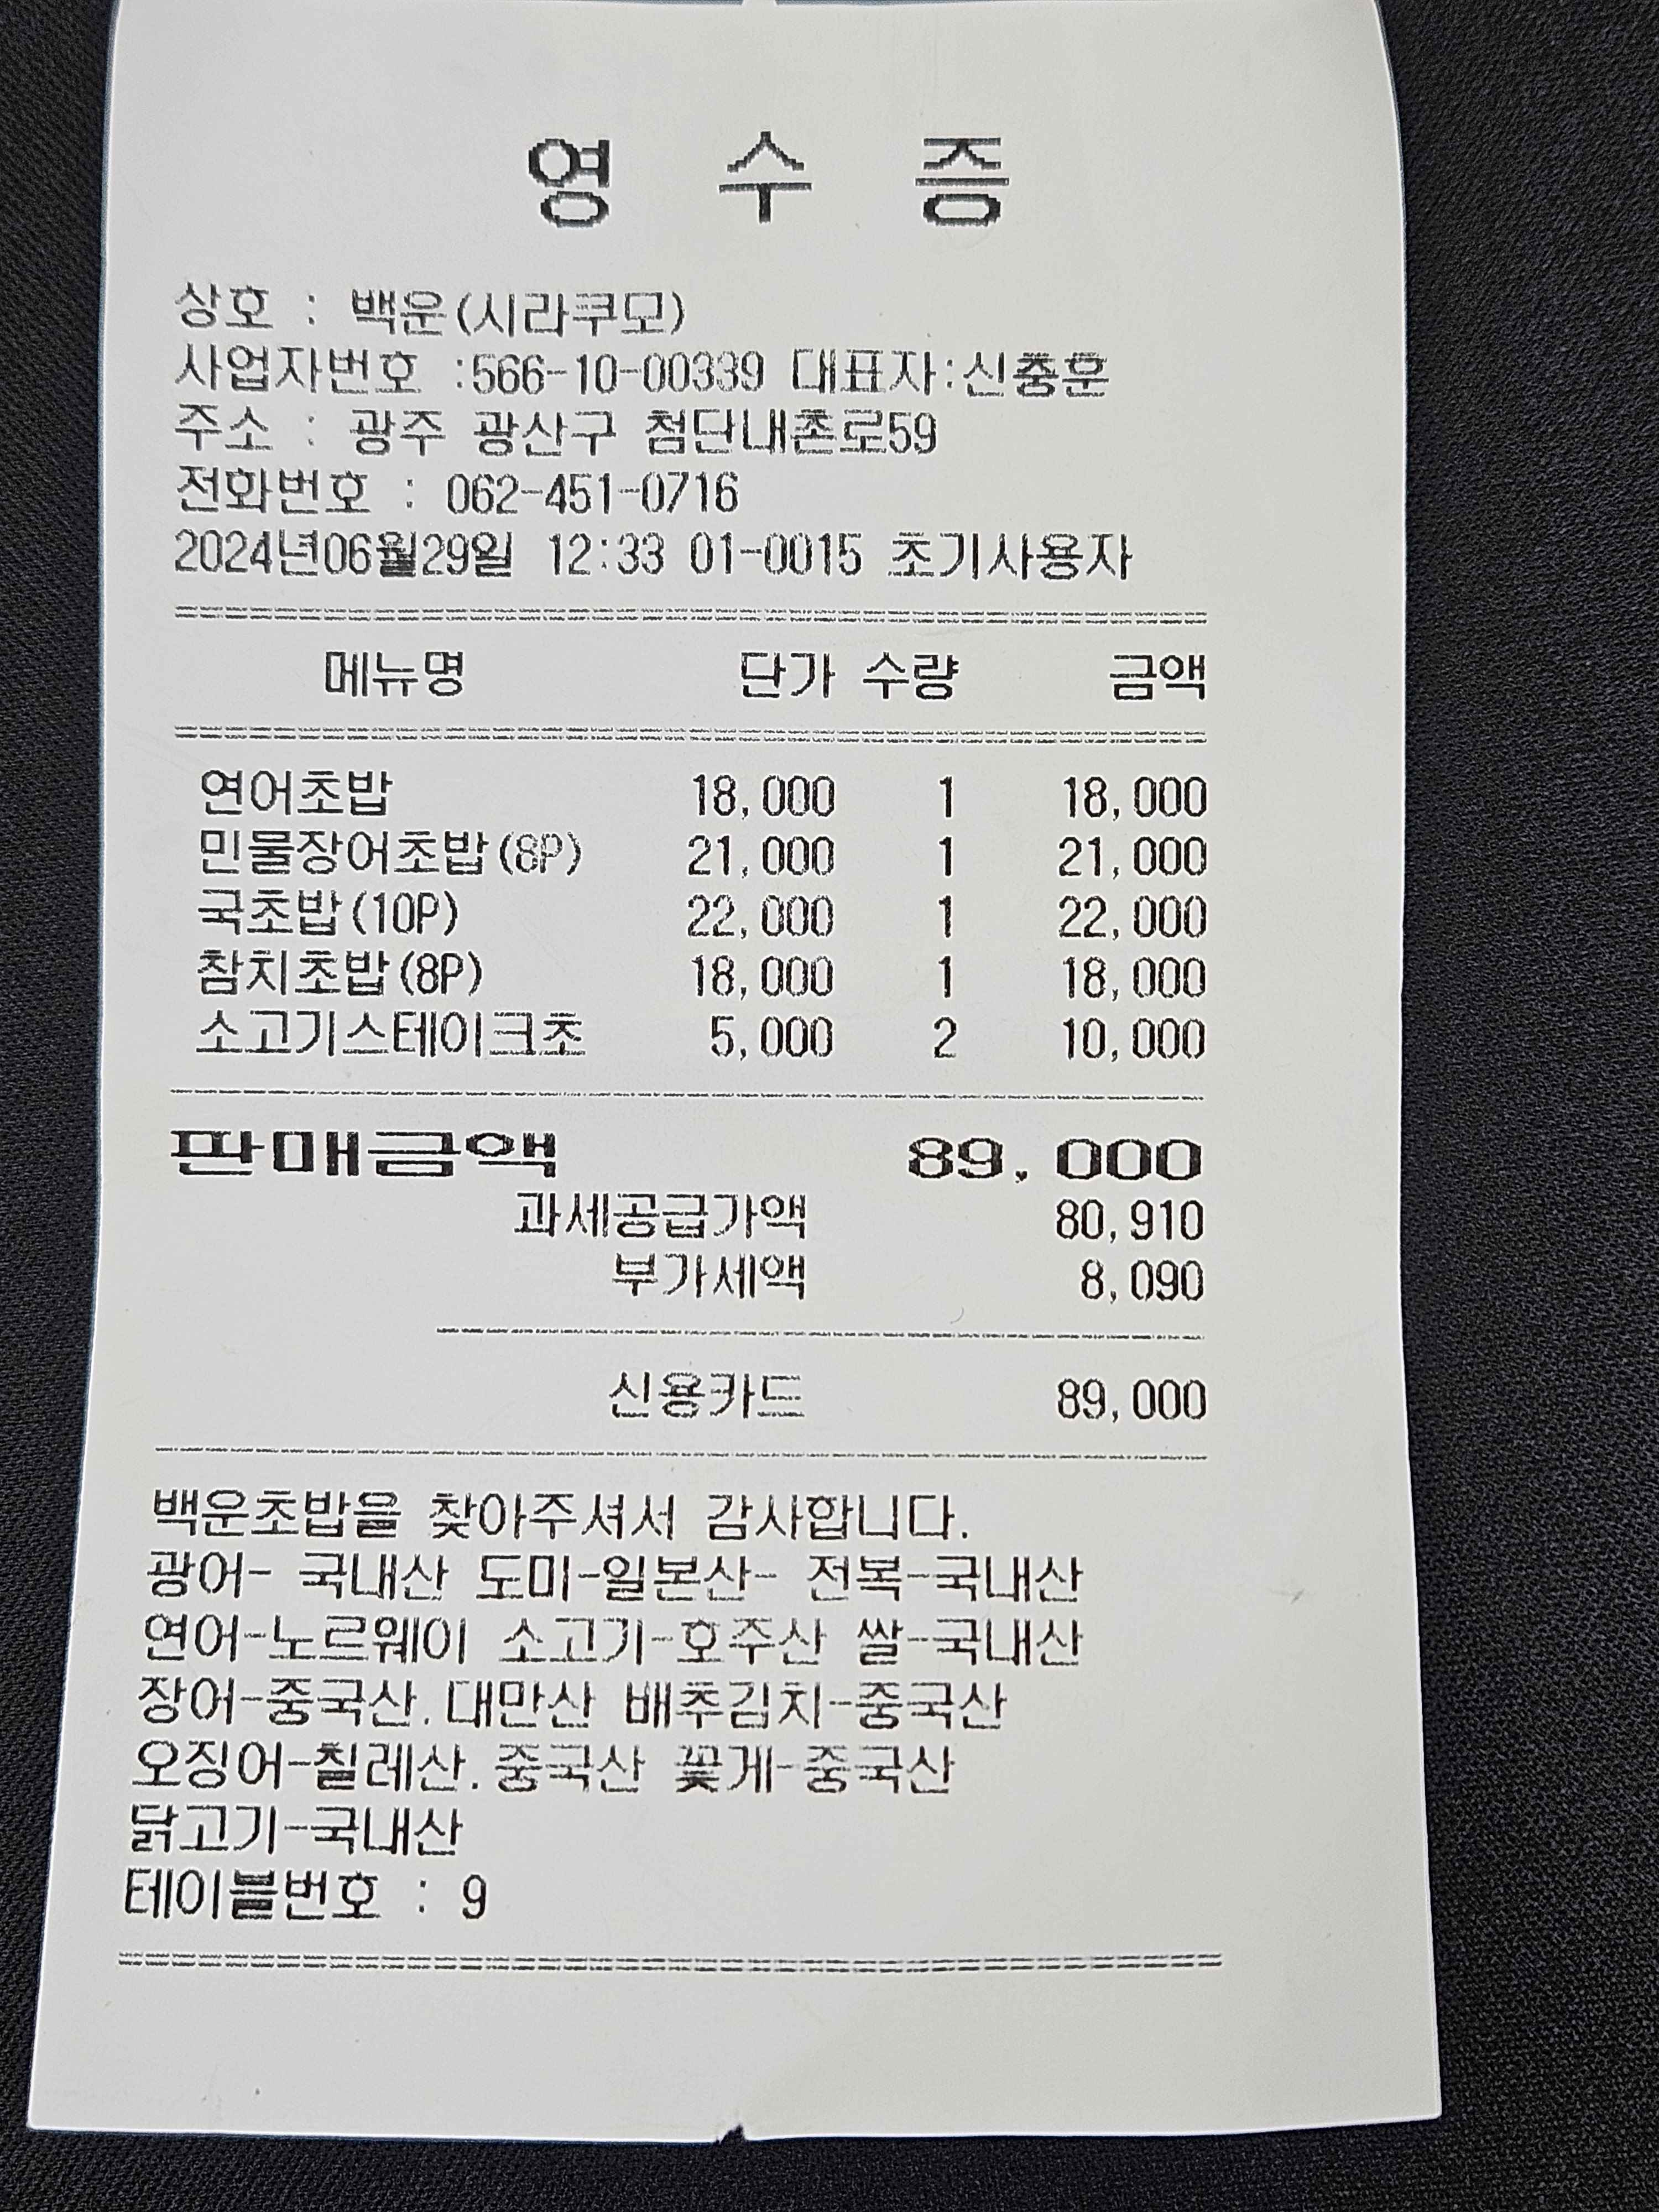 영 수 증
상호 : 백운(시라쿠모)
사업자번호 :566-10-00339 대표자:신충운
주소 : 광주 광산구 첨단내촌로59
전화번호 : 062-451-0716
2024년06월29일 12:33 01-0015 초기사용자
메뉴명 단가 수량 금액
연어초밥 18,000 1 18,000
민물장어초밥(8P) 21,000 1 21,000
국초밥(10P) 22,000 1 22,000
참치초밥(8P) 18,000 1 18,000
소고기스테이크초 5,000 2 10,000
판매금액 89,000
과세공급가액 80,910
부가세액 8,090
신용카드 89,000
백운초밥을 찾아주셔서 감사합니다.
광어- 국내산 도미-일본산- 전복-국내산
연어-노르웨이 소고기-호주산 쌀-국내산
장어-중국산.대만산 배추김치-중국산
오징어-칠레산.중국산 꽃게-중국산
닭고기-국내산
테이블번호 : 9